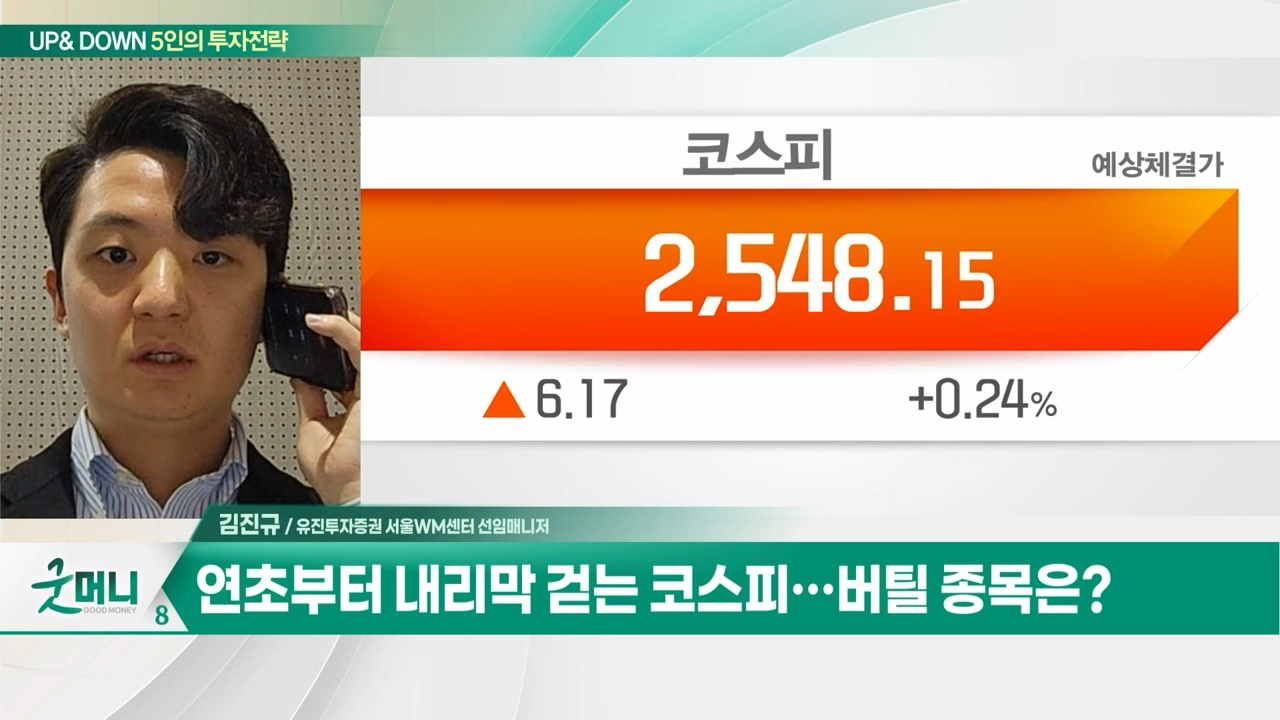 UP& DOWN 5인의 투자전략
코스피
예상체결가
2,548.15
▲ 6.17 +0.24%
김진규 / 유진투자증권 서울WM센터 선임매니저
굿머니
GOOD MONEY
8
연초부터 내리막 걷는 코스피…버틸 종목은?